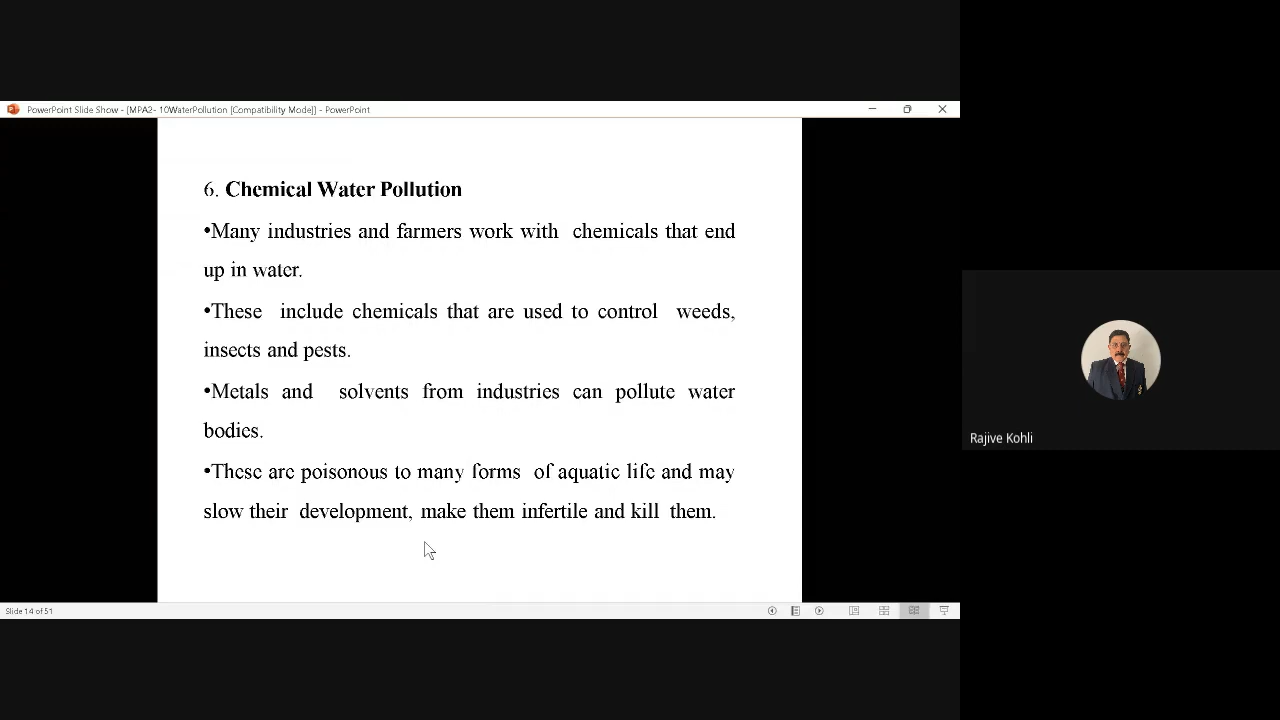 PowerPoint Slide Show - [MPA2- 10WaterPollution [Compatibility Mode]] - PowerPoint
6. Chemical Water Pollution
•Many industries and farmers work with chemicals that end
up in water.
•These include chemicals that are used to control weeds,
insects and pests.
•Metals and solvents from industries can pollute water
bodies.
•These are poisonous to many forms of aquatic life and may
slow their development, make them infertile and kill them.
Slide 14 of 51
Rajive Kohli